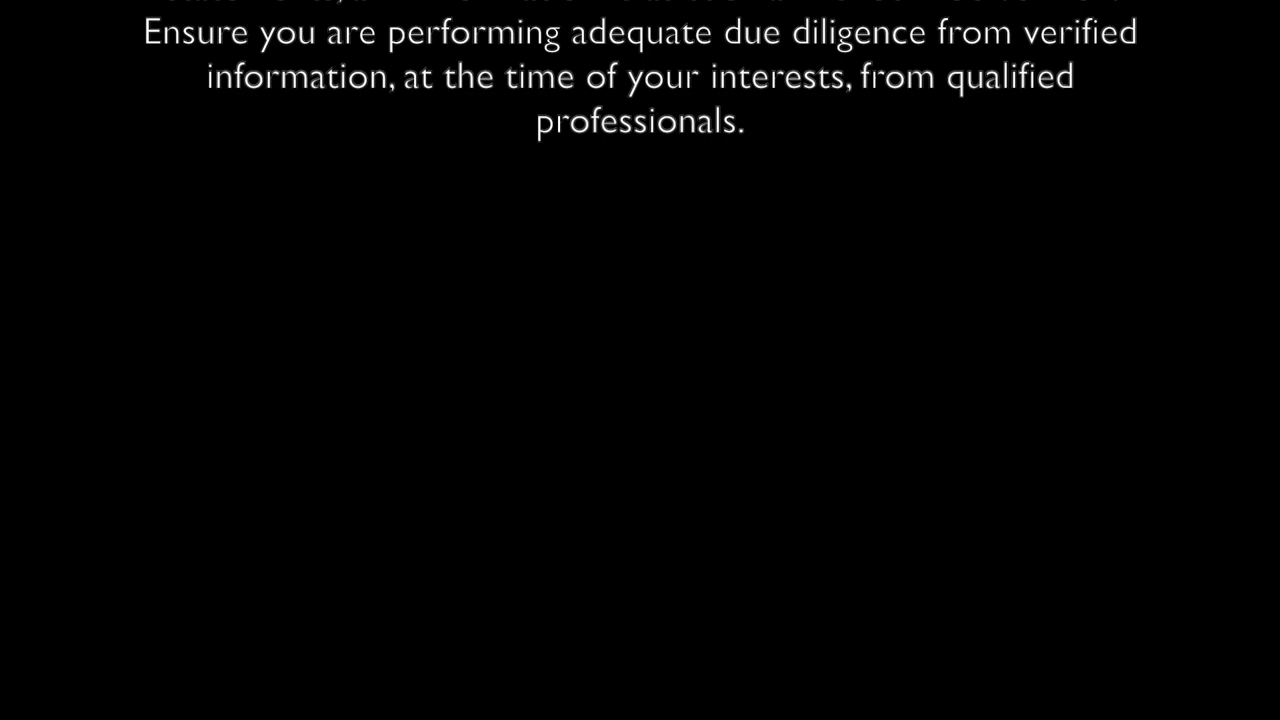 Ensure you are performing adequate due diligence from verified
information, at the time of your interests, from qualified
professionals.